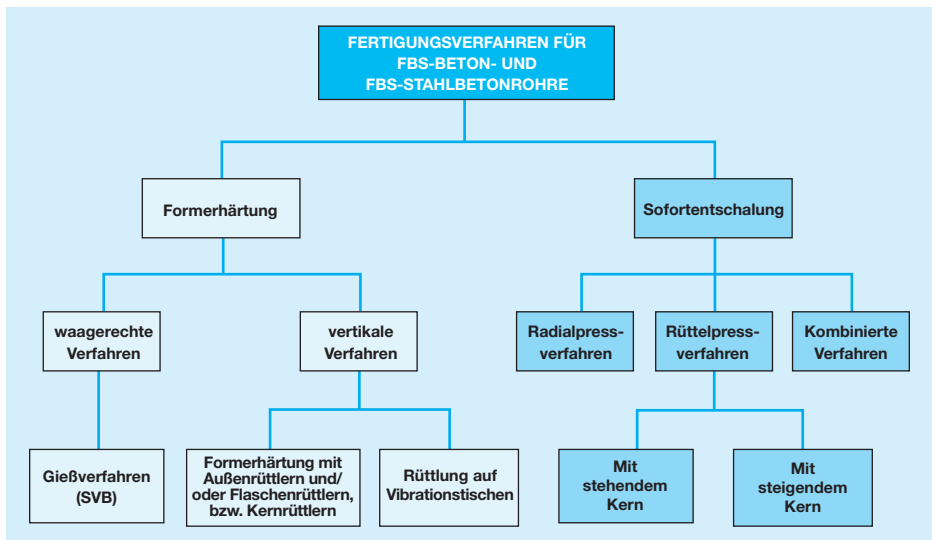 FERTIGUNGSVERFAHREN FÜR
FBS-BETON- UND
FBS-STAHLBETONROHRE
Formerhärtung
Sofortentschalung
waagerechte
Verfahren
vertikale
Verfahren
Radialpress-
verfahren
Rüttelpress-
verfahren
Kombinierte
Verfahren
Gießverfahren
(SVB)
Formerhärtung mit
Außenrüttlern und/
oder Flaschenrüttlern,
bzw. Kernrüttlern
Rüttlung auf
Vibrationstischen
Mit
stehendem
Kern
Mit
steigendem
Kern